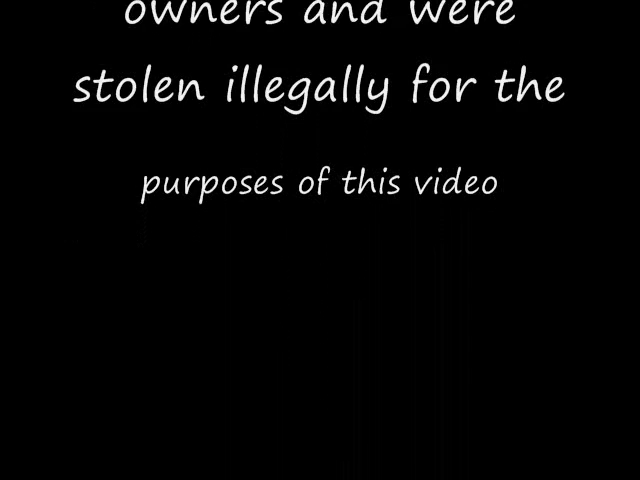 owners and were
stolen illegally for the
purposes of this video